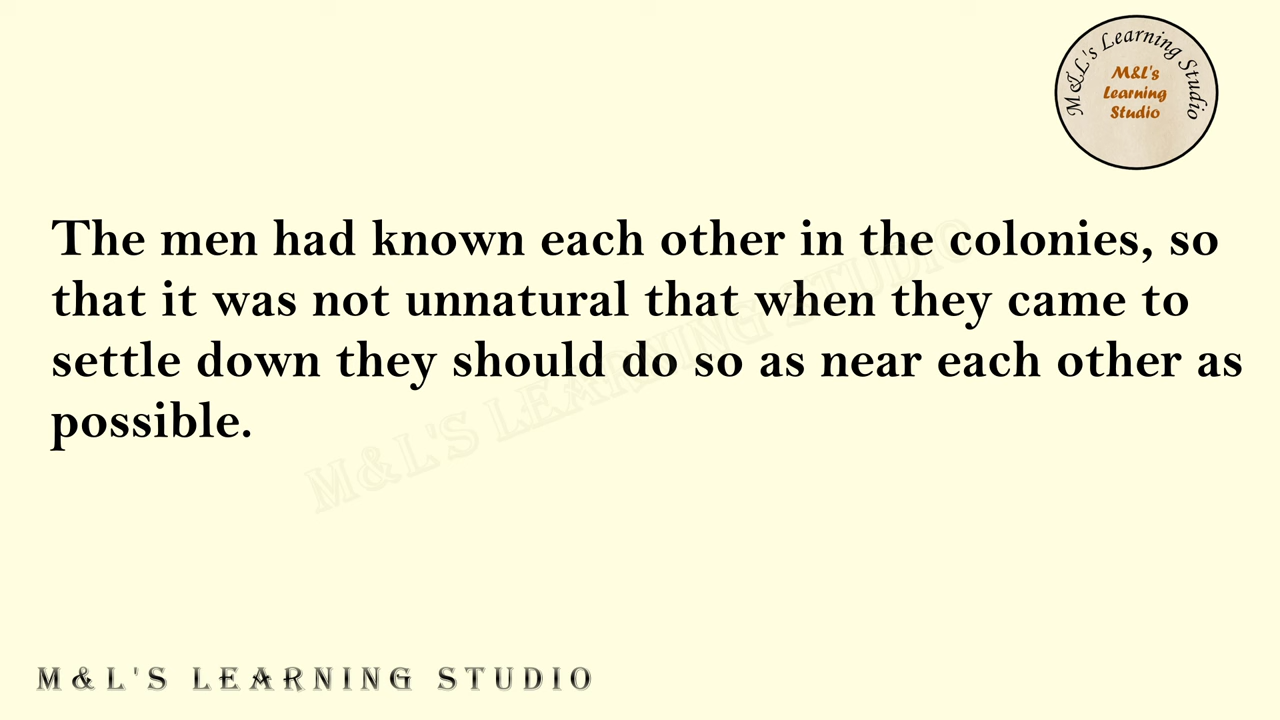 M&L's Learning Studio
M&L's
Learning
Studio
The men had known each other in the colonies, so
that it was not unnatural that when they came to
settle down they should do so as near each other as
possible.
M&L'S LEARNING STUDIO
M&L'S LEARNING STUDIO